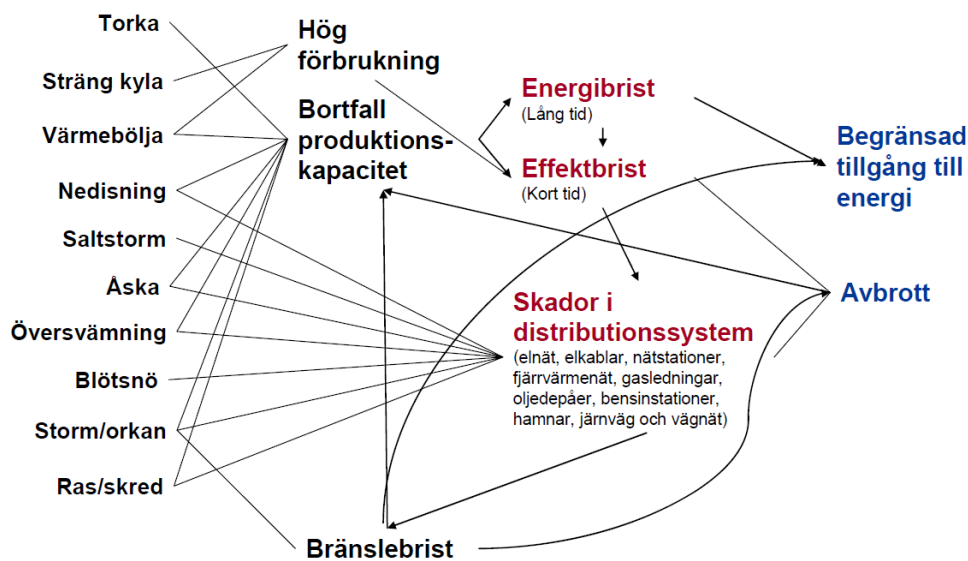 Torka
Sträng kyla
Värmebölja
Nedisning
Saltstorm
Åska
Översvämning
Blötsnö
Storm/orkan
Ras/skred
Hög
förbrukning
Bortfall
produktions-
kapacitet
Bränslebrist
Energibrist
(Lång tid)
Effektbrist
(Kort tid)
Skador i
distributionssystem
(elnät, elkablar, nätstationer,
fjärrvärmenät, gasledningar,
oljedepåer, bensinstationer,
hamnar, järnväg och vägnät)
Begränsad
tillgång till
energi
Avbrott